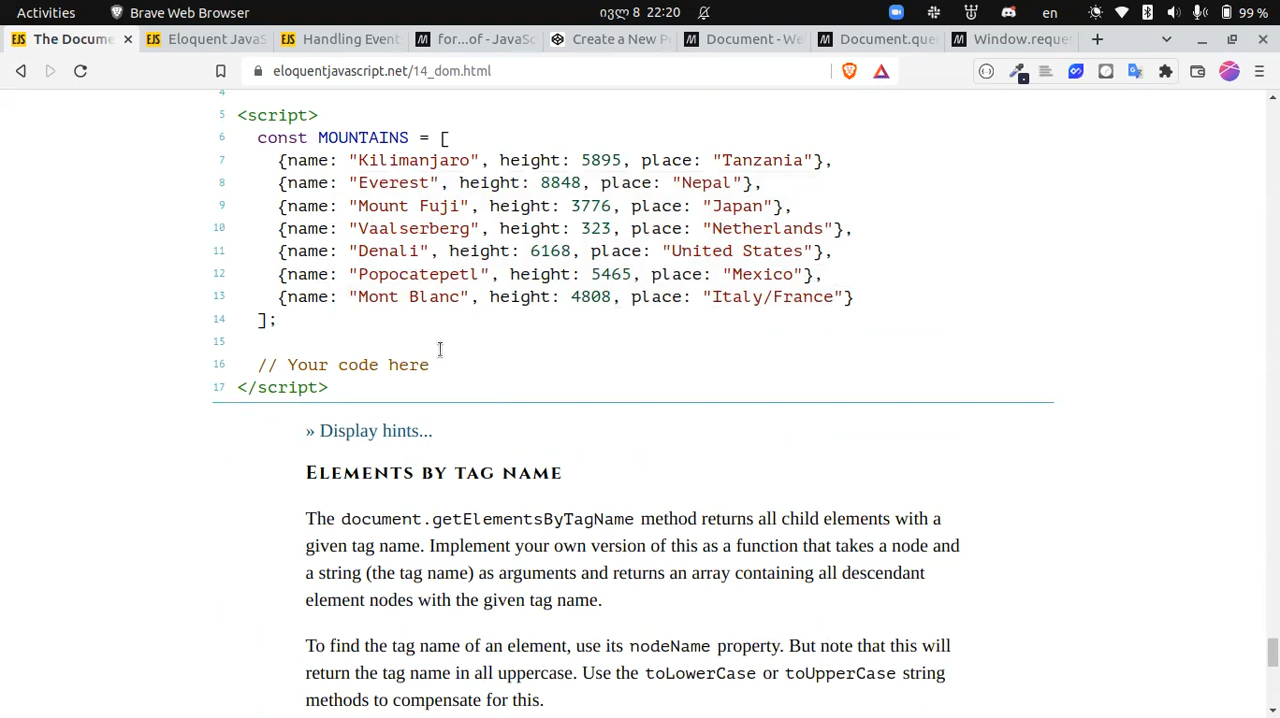 Activities
Brave Web Browser
ივლ 8 22:20
en
99 %
The Docume
Eloquent JavaS
Handling Event
for...of - JavaSc
Create a New Pe
Document - We
Document.que
Window.reques
eloquentjavascript.net/14_dom.html
4
5 <script>
6 const MOUNTAINS = [
7 {name: "Kilimanjaro", height: 5895, place: "Tanzania"},
8 {name: "Everest", height: 8848, place: "Nepal"},
9 {name: "Mount Fuji", height: 3776, place: "Japan"},
10 {name: "Vaalserberg", height: 323, place: "Netherlands"},
11 {name: "Denali", height: 6168, place: "United States"},
12 {name: "Popocatepetl", height: 5465, place: "Mexico"},
13 {name: "Mont Blanc", height: 4808, place: "Italy/France"}
14 ];
15
16 // Your code here
17 </script>
» Display hints...
Elements by tag name
The document.getElementsByTagName method returns all child elements with a
given tag name. Implement your own version of this as a function that takes a node and
a string (the tag name) as arguments and returns an array containing all descendant
element nodes with the given tag name.
To find the tag name of an element, use its nodeName property. But note that this will
return the tag name in all uppercase. Use the toLowerCase or toUpperCase string
methods to compensate for this.